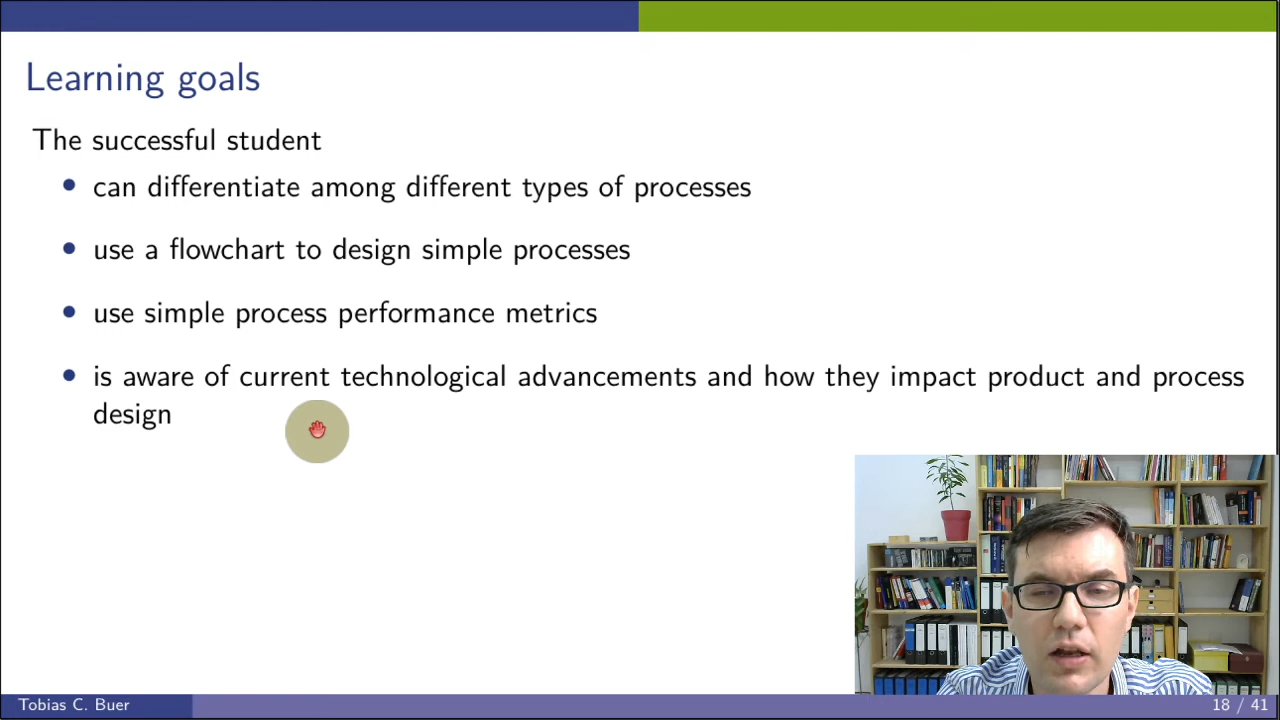 Learning goals
The successful student
can differentiate among different types of processes
use a flowchart to design simple processes
use simple process performance metrics
is aware of current technological advancements and how they impact product and process
design
Tobias C. Buer
18 / 41